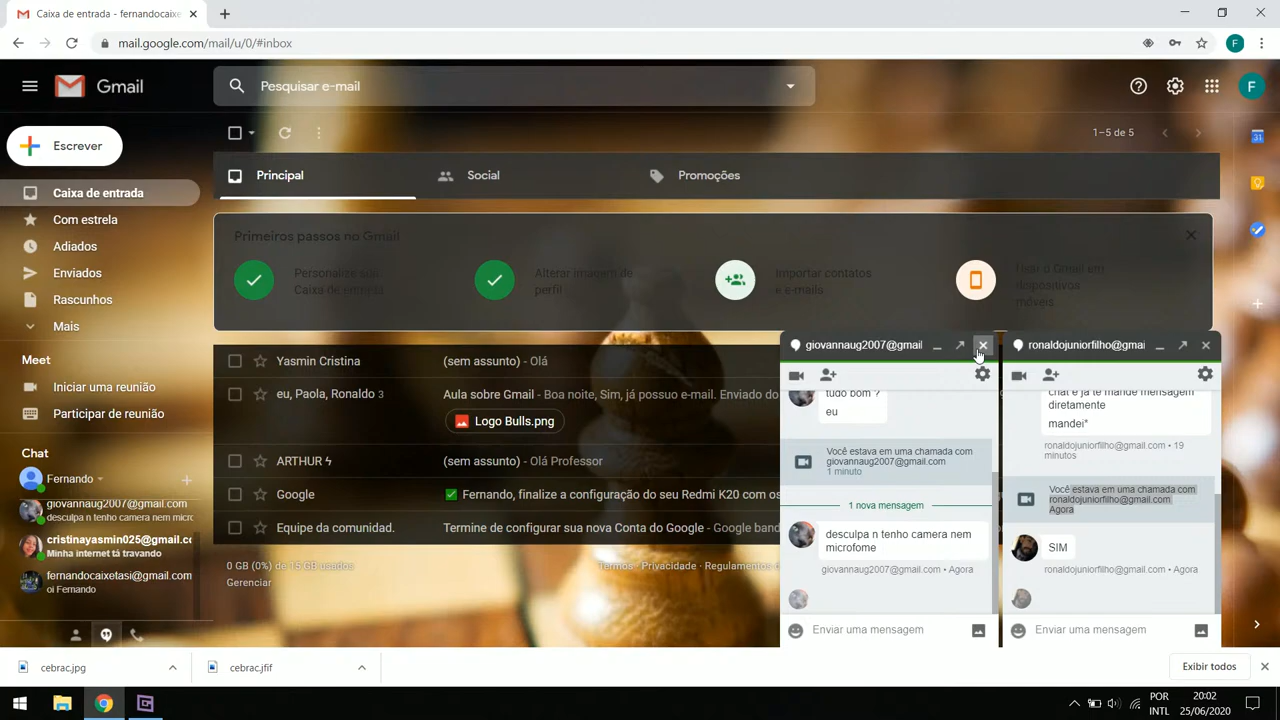 Caixa de entrada - fernandocaixe
mail.google.com/mail/u/0/#inbox
F
Gmail
Pesquisar e-mail
F
Escrever
1–5 de 5
Principal
Social
Promoções
Caixa de entrada
Com estrela
Adiados
Enviados
Rascunhos
Mais
Primeiros passos no Gmail
Personalize sua
Caixa de entrada
Alterar imagem de
perfil
Importar contatos
e e-mails
Usar o Gmail em
dispositivos
móveis
Meet
Iniciar uma reunião
Participar de reunião
Chat
Fernando
giovannaug2007@gmail.com
desculpa n tenho camera nem micro
cristinayasmin025@gmail.c
Minha internet tá travando
fernandocaixetasi@gmail.com
oi Fernando
Yasmin Cristina
(sem assunto) - Olá
eu, Paola, Ronaldo 3
Aula sobre Gmail - Boa noite, Sim, já possuo e-mail. Enviado do
Logo Bulls.png
ARTHUR ϟ
(sem assunto) - Olá Professor
Google
✅ Fernando, finalize a configuração do seu Redmi K20 com os
Equipe da comunidad.
Termine de configurar sua nova Conta do Google - Google band
0 GB (0%) de 15 GB usados
Gerenciar
Termos · Privacidade · Regulamentos d
giovannaug2007@gmail
tudo bom ?
eu
Você estava em uma chamada com
giovannaug2007@gmail.com
1 minuto
1 nova mensagem
desculpa n tenho camera nem
microfome
giovannaug2007@gmail.com • Agora
Enviar uma mensagem
ronaldojuniorfilho@gmai
chat e já te mande mensagem
diretamente
mandei*
ronaldojuniorfilho@gmail.com • 19
minutos
Você estava em uma chamada com
ronaldojuniorfilho@gmail.com
Agora
SIM
ronaldojuniorfilho@gmail.com • Agora
Enviar uma mensagem
cebrac.jpg
cebrac.jfif
Exibir todos
POR
INTL
20:02
25/06/2020